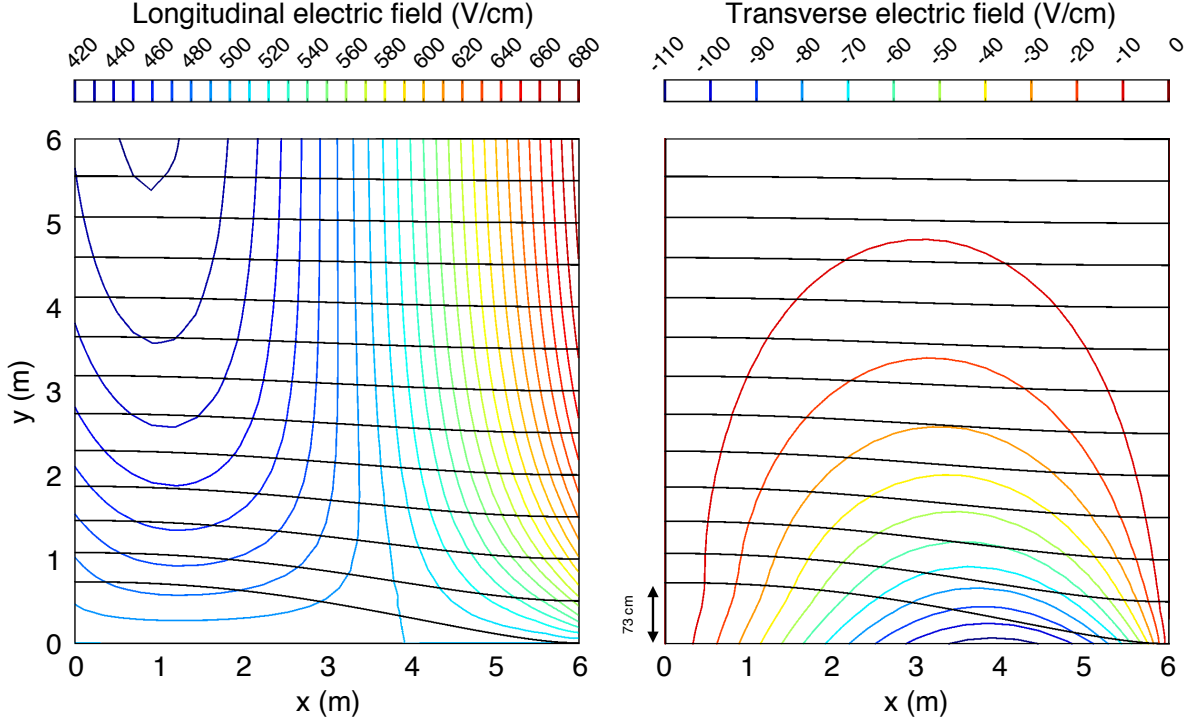 Longitudinal electric field (V/cm)
420 440 460 480 500 520 540 560 580 600 620 640 660 680
6
5
4
3
2
1
0
y (m)
0 1 2 3 4 5 6
x (m)
Transverse electric field (V/cm)
-110 -100 -90 -80 -70 -60 -50 -40 -30 -20 -10 0
73 cm
0 1 2 3 4 5 6
x (m)